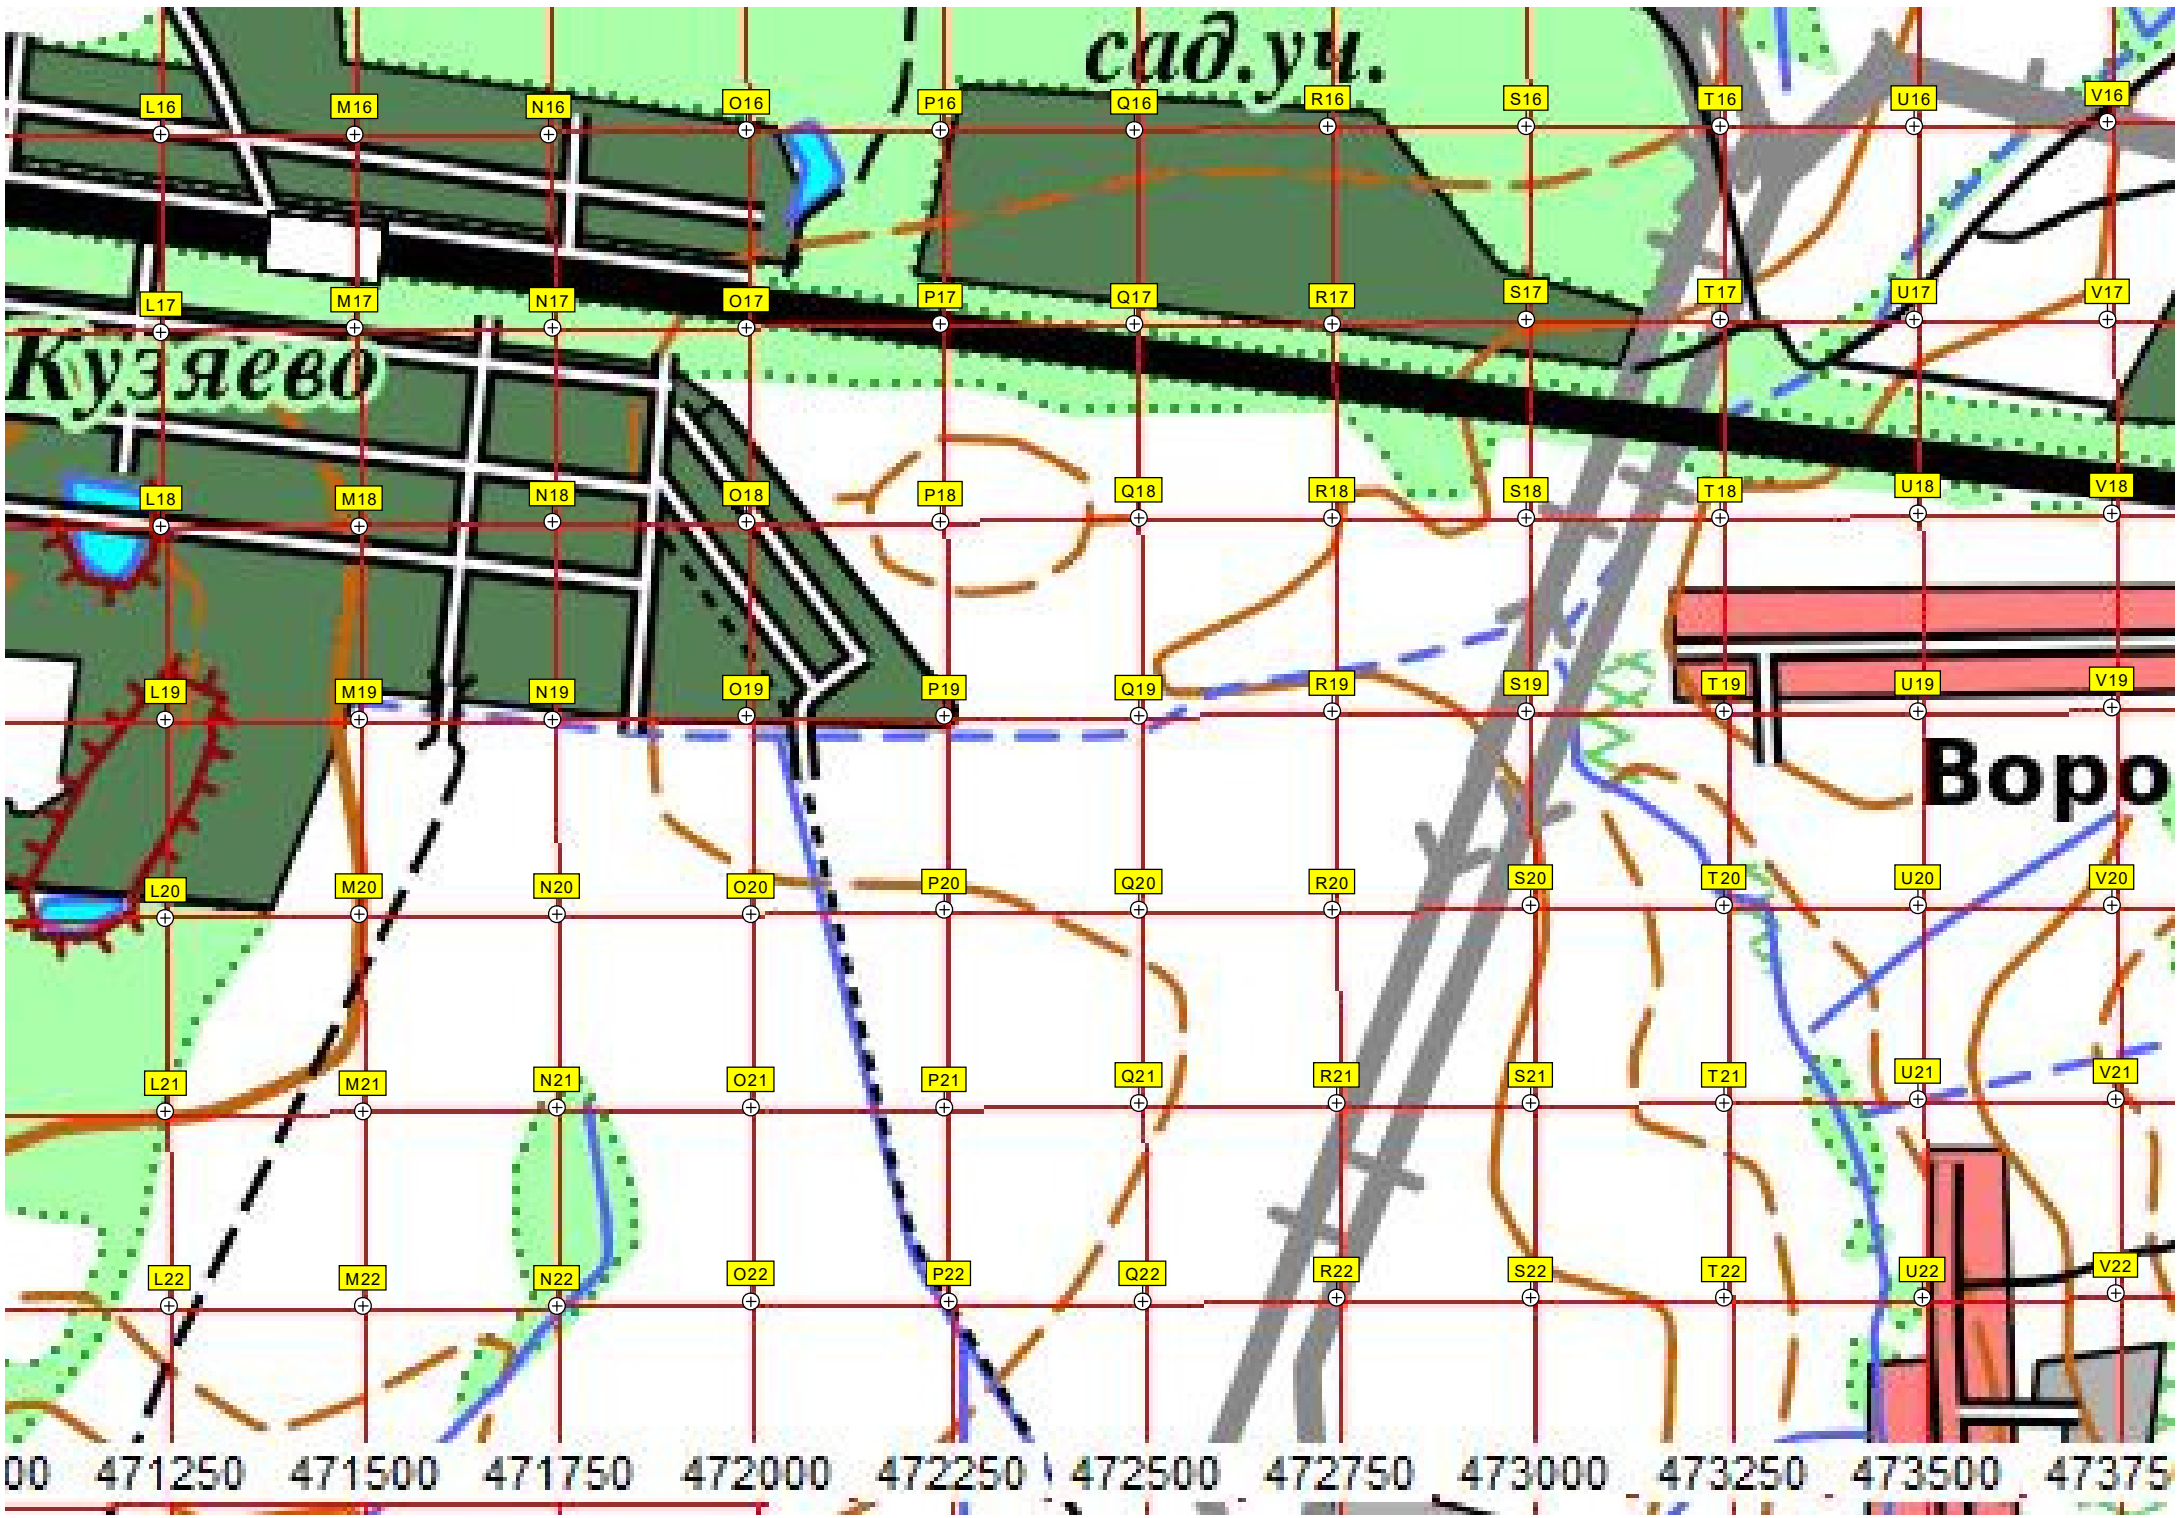 сад.уч.
L16 M16 N16 O16 P16 Q16 R16 S16 T16 U16 V16
L17 M17 N17 O17 P17 Q17 R17 S17 T17 U17 V17
Кузяево
L18 M18 N18 O18 P18 Q18 R18 S18 T18 U18 V18
L19 M19 N19 O19 P19 Q19 R19 S19 T19 U19 V19
Воро
L20 M20 N20 O20 P20 Q20 R20 S20 T20 U20 V20
L21 M21 N21 O21 P21 Q21 R21 S21 T21 U21 V21
L22 M22 N22 O22 P22 Q22 R22 S22 T22 U22 V22
00 471250 471500 471750 472000 472250 472500 472750 473000 473250 473500 47375